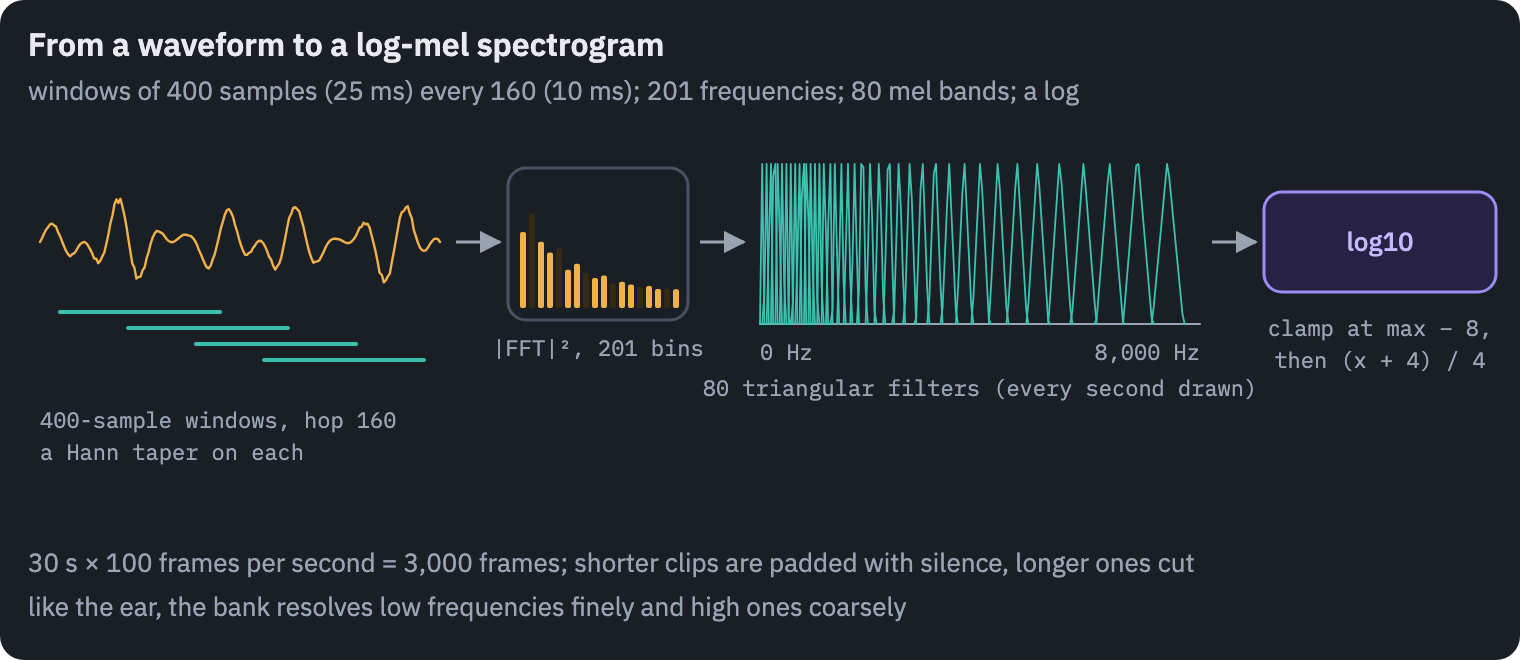 From a waveform to a log-mel spectrogram
windows of 400 samples (25 ms) every 160 (10 ms); 201 frequencies; 80 mel bands; a log
log10
|FFT|², 201 bins
0 Hz
8,000 Hz
clamp at max − 8,
then (x + 4) / 4
80 triangular filters (every second drawn)
400-sample windows, hop 160
a Hann taper on each
30 s × 100 frames per second = 3,000 frames; shorter clips are padded with silence, longer ones cut
like the ear, the bank resolves low frequencies finely and high ones coarsely